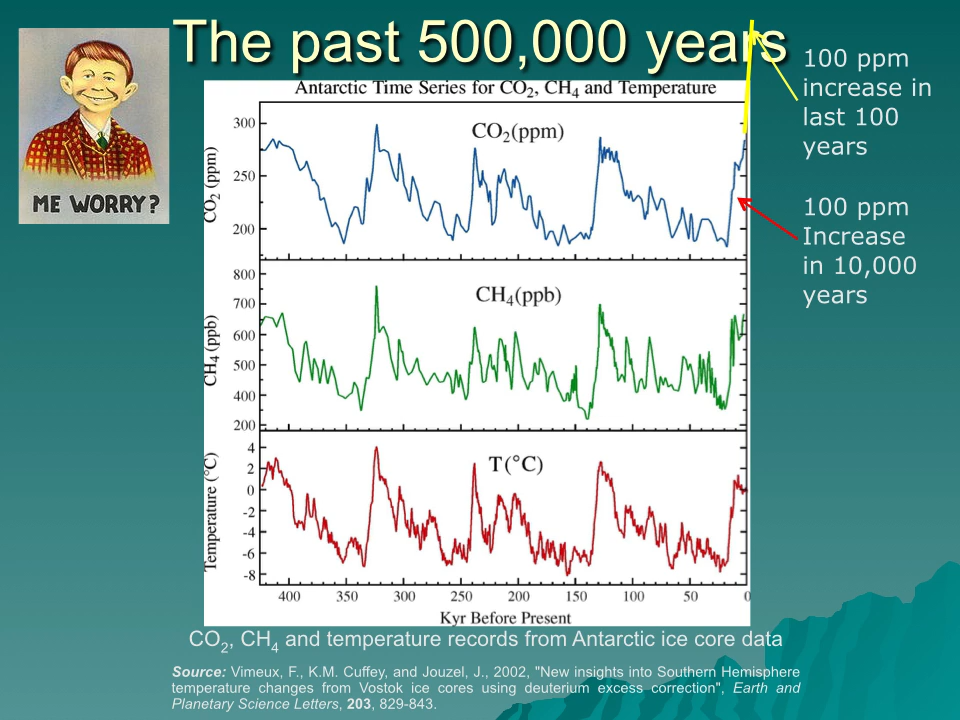 The past 500,000 years
ME WORRY?
100 ppm
increase in
last 100
years
100 ppm
Increase
in 10,000
years
Antarctic Time Series for CO₂, CH₄ and Temperature
CO₂(ppm)
CO₂ (ppm)
300
250
200
CH₄(ppb)
CH₄ (ppb)
800
700
600
500
400
200
T(°C)
Temperature (°C)
4
2
0
-2
-4
-6
-8
400 350 300 250 200 150 100 50 0
Kyr Before Present
CO₂, CH₄ and temperature records from Antarctic ice core data
Source: Vimeux, F., K.M. Cuffey, and Jouzel, J., 2002, "New insights into Southern Hemisphere
temperature changes from Vostok ice cores using deuterium excess correction", Earth and
Planetary Science Letters, 203, 829-843.